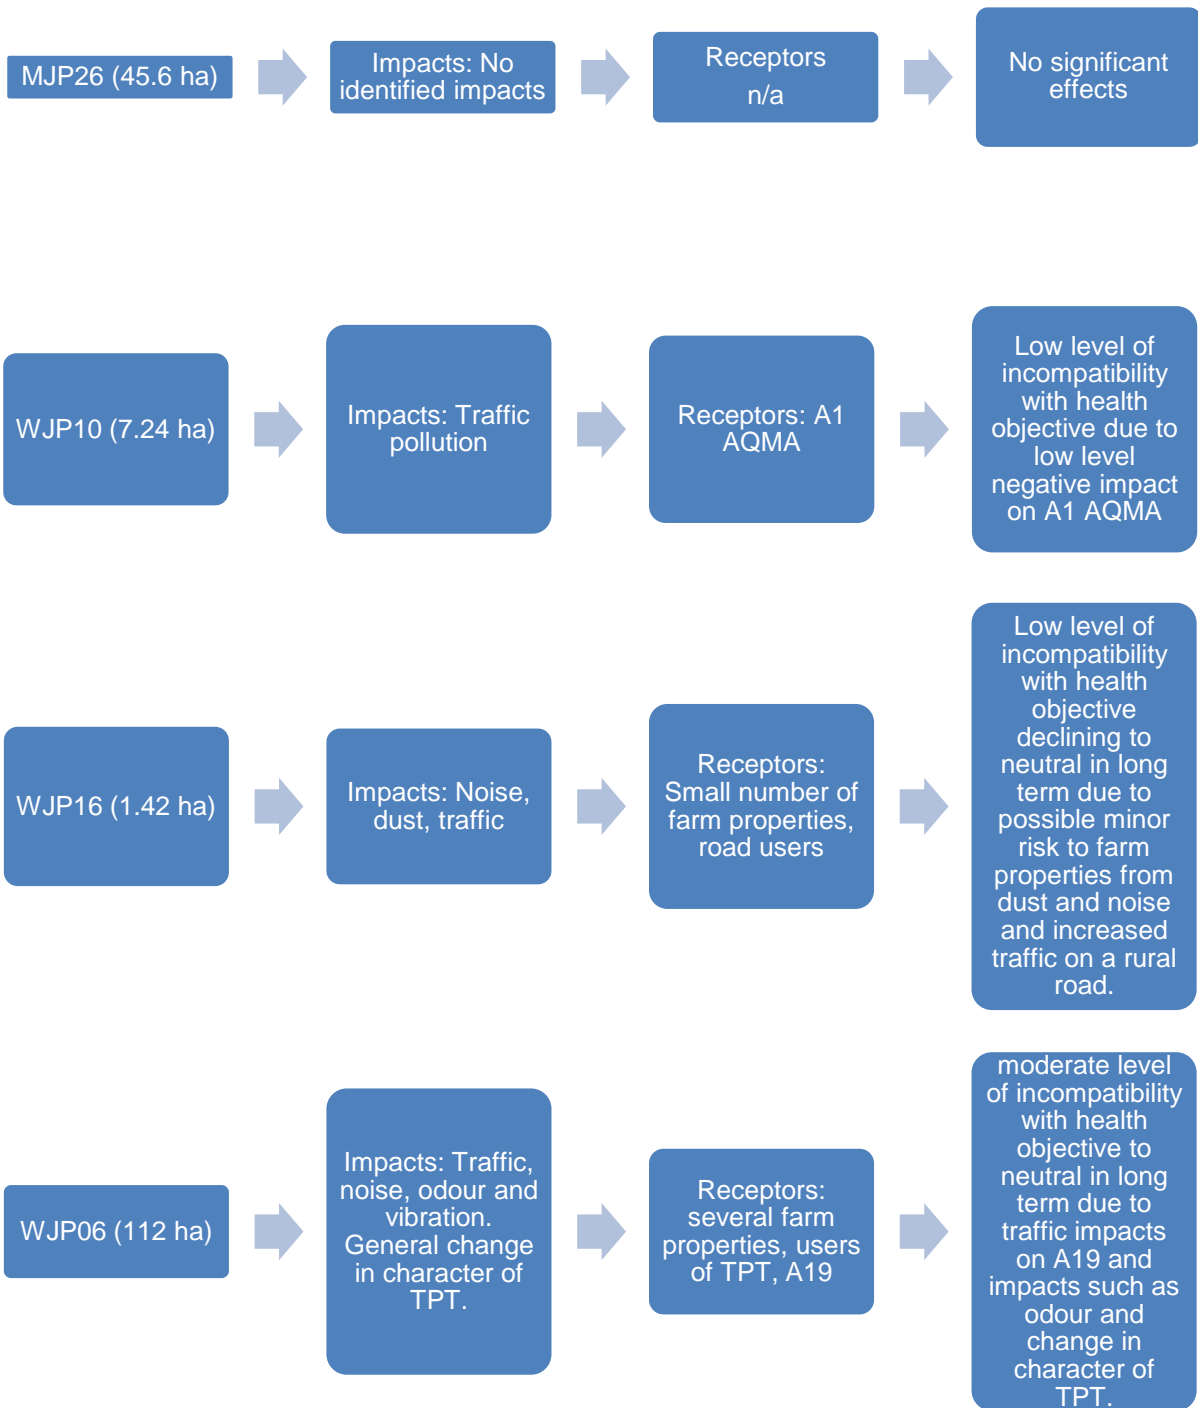 MJP26 (45.6 ha)
Impacts: No
identified impacts
Receptors
n/a
No significant
effects
WJP10 (7.24 ha)
Impacts: Traffic
pollution
Receptors: A1
AQMA
Low level of
incompatibility
with health
objective due to
low level
negative impact
on A1 AQMA
WJP16 (1.42 ha)
Impacts: Noise,
dust, traffic
Receptors:
Small number of
farm properties,
road users
Low level of
incompatibility
with health
objective
declining to
neutral in long
term due to
possible minor
risk to farm
properties from
dust and noise
and increased
traffic on a rural
road.
WJP06 (112 ha)
Impacts: Traffic,
noise, odour and
vibration.
General change
in character of
TPT.
Receptors:
several farm
properties, users
of TPT, A19
moderate level
of incompatibility
with health
objective to
neutral in long
term due to
traffic impacts
on A19 and
impacts such as
odour and
change in
character of
TPT.